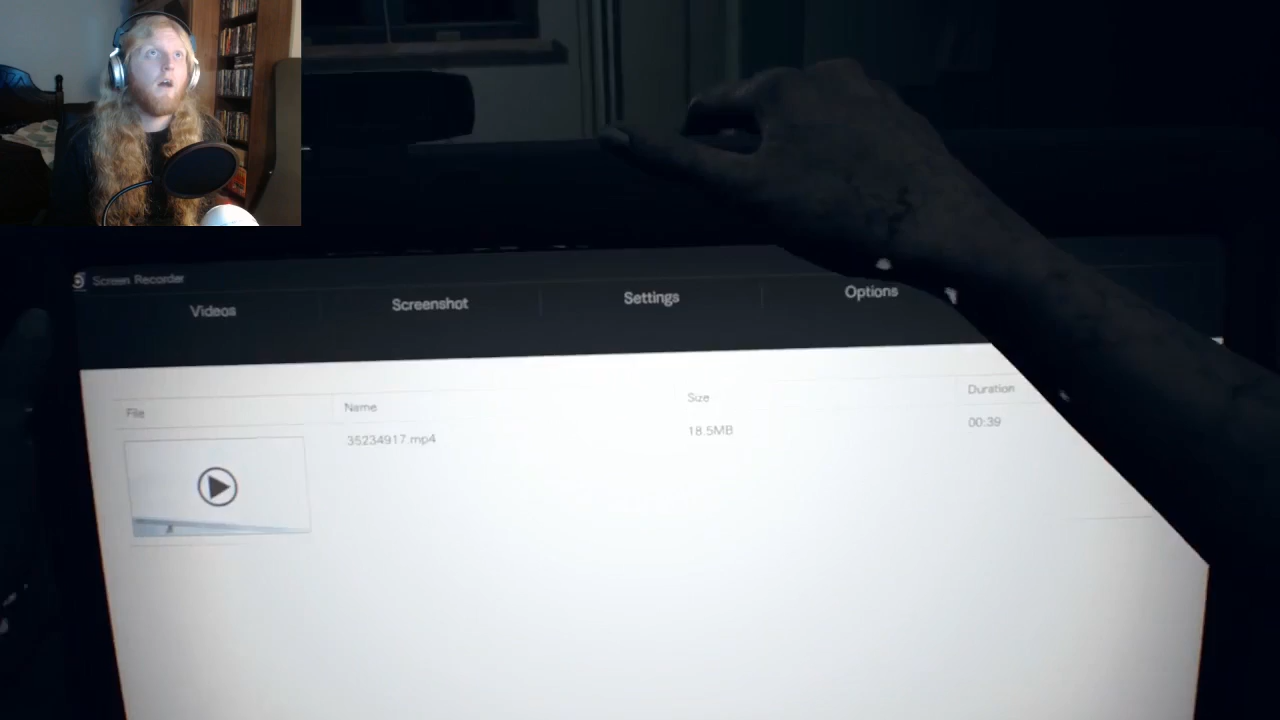 Screen Recorder
Videos Screenshot Settings Options
File Name Size Duration
35234917.mp4 18.5MB 00:39